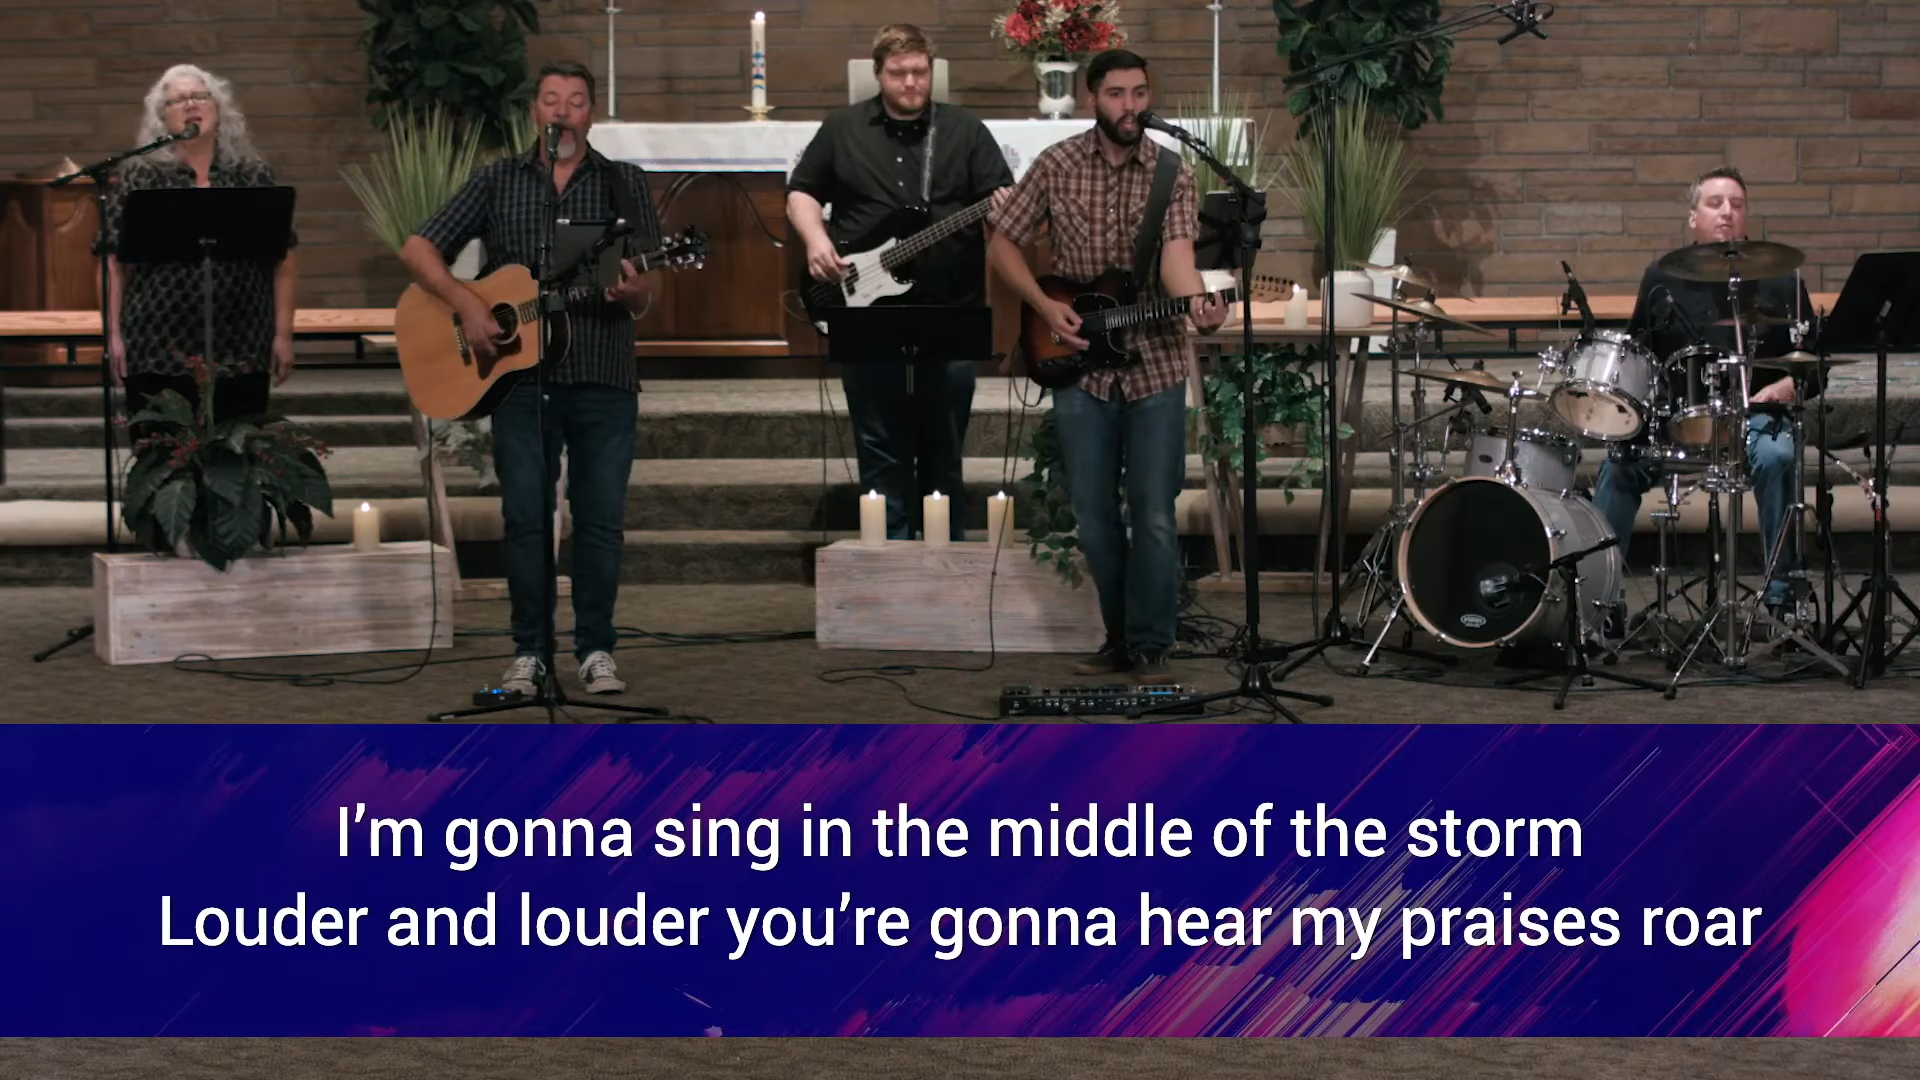 I'm gonna sing in the middle of the storm
Louder and louder you're gonna hear my praises roar